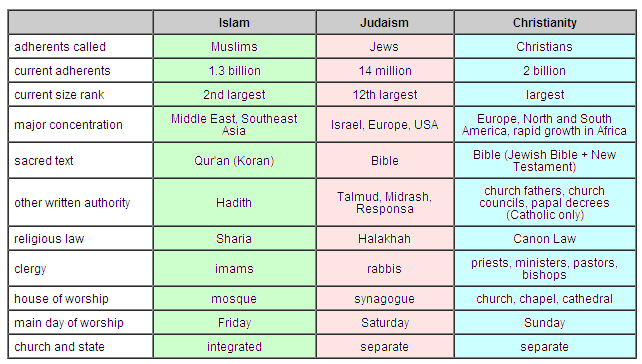 Islam Judaism Christianity
adherents called Muslims Jews Christians
current adherents 1.3 billion 14 million 2 billion
current size rank 2nd largest 12th largest largest
major concentration Middle East, Southeast Asia Israel, Europe, USA Europe, North and South America, rapid growth in Africa
sacred text Qur'an (Koran) Bible Bible (Jewish Bible + New Testament)
other written authority Hadith Talmud, Midrash, Responsa church fathers, church councils, papal decrees (Catholic only)
religious law Sharia Halakhah Canon Law
clergy imams rabbis priests, ministers, pastors, bishops
house of worship mosque synagogue church, chapel, cathedral
main day of worship Friday Saturday Sunday
church and state integrated separate separate